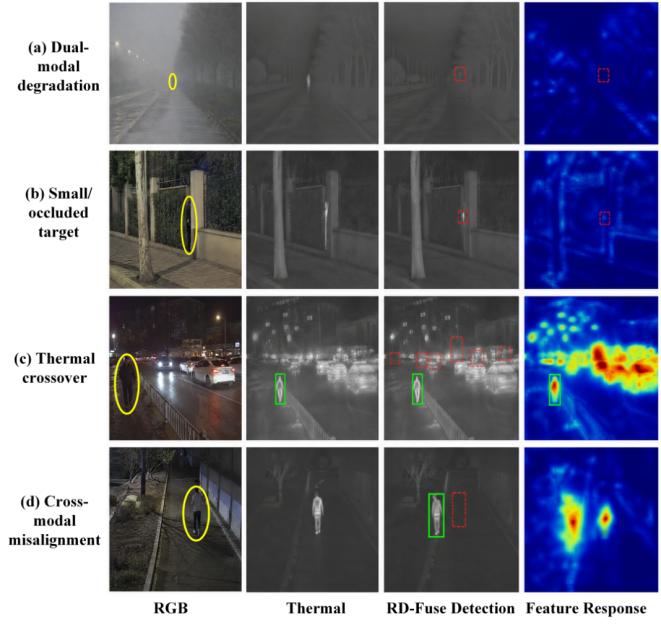 (a) Dual-
modal
degradation
(b) Small/
occluded
target
(c) Thermal
crossover
(d) Cross-
modal
misalignment
RGB Thermal RD-Fuse Detection Feature Response